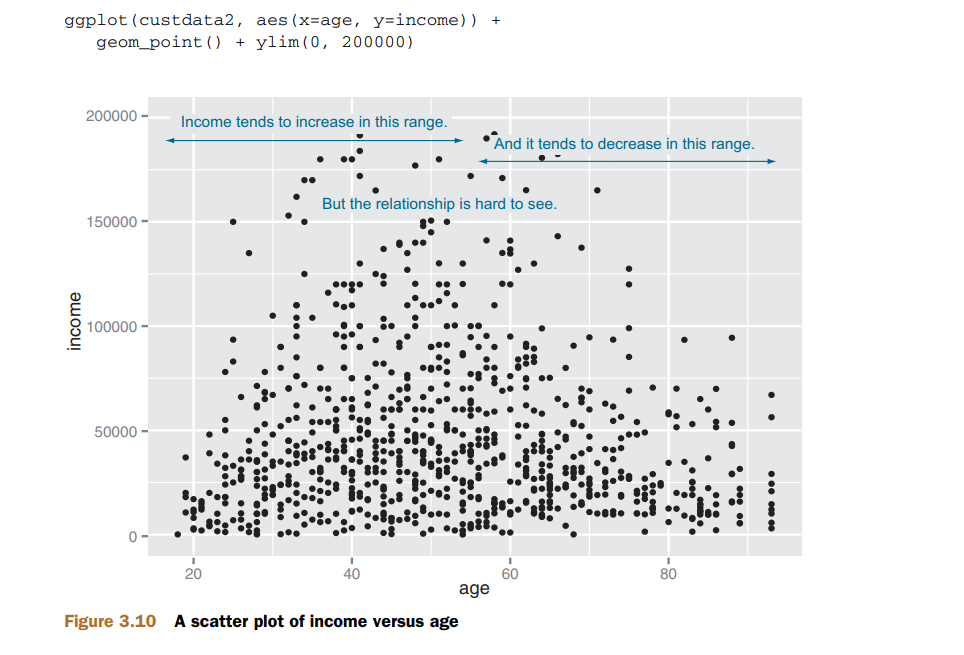 ggplot(custdata2, aes(x=age, y=income)) +
geom_point() + ylim(0, 200000)
200000
Income tends to increase in this range.
And it tends to decrease in this range.
But the relationship is hard to see.
150000
100000
50000
0
income
20 40 60 80
age
Figure 3.10 A scatter plot of income versus age